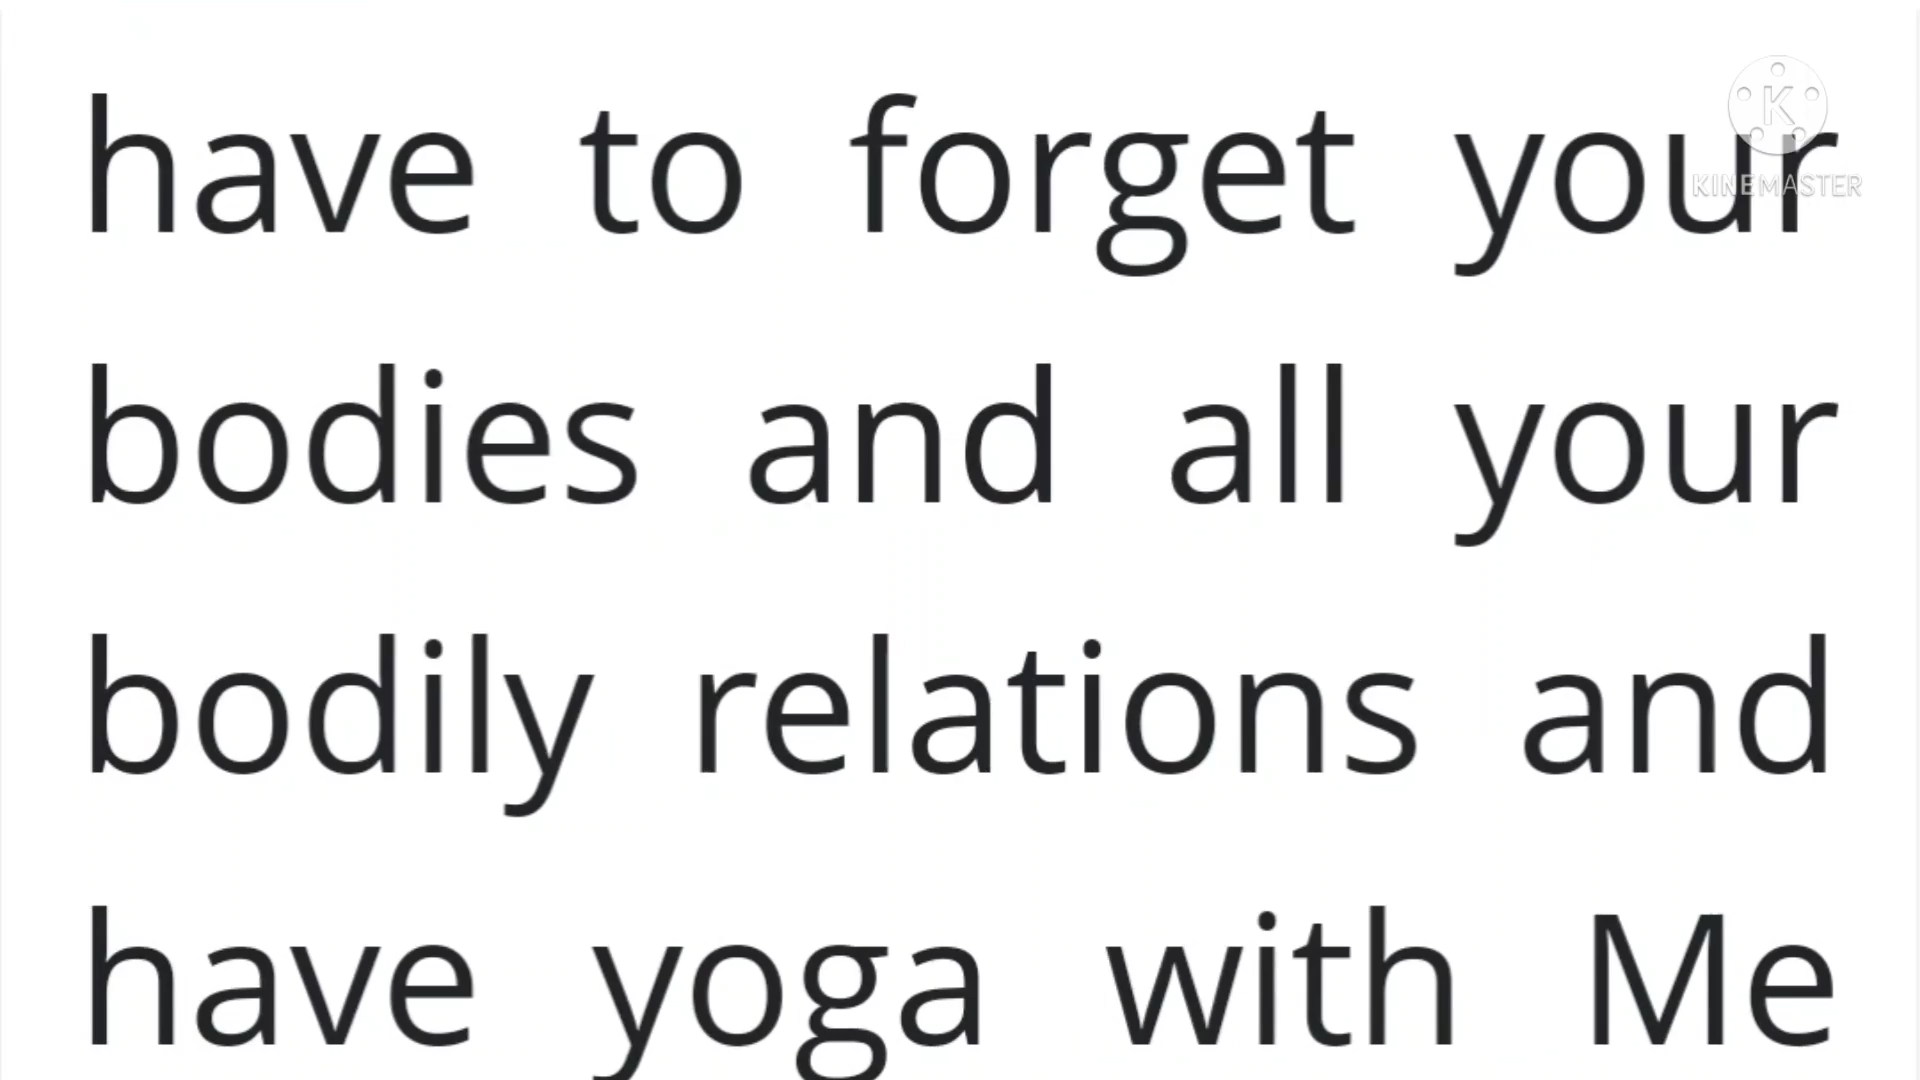 have to forget your
KINEMASTER
bodies and all your
bodily relations and
have yoga with Me